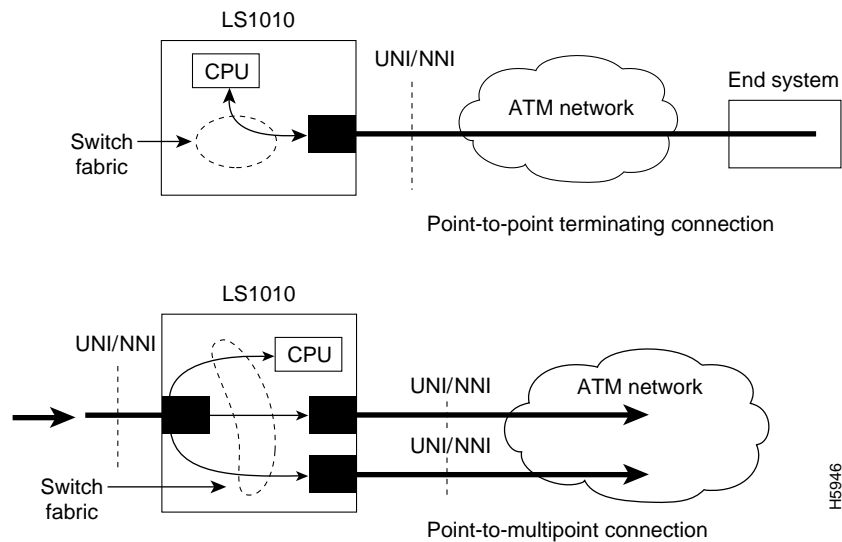 LS1010
CPU
UNI/NNI
ATM network
End system
Switch
fabric
Point-to-point terminating connection
LS1010
UNI/NNI
CPU
UNI/NNI
ATM network
UNI/NNI
Switch
fabric
Point-to-multipoint connection
H5946